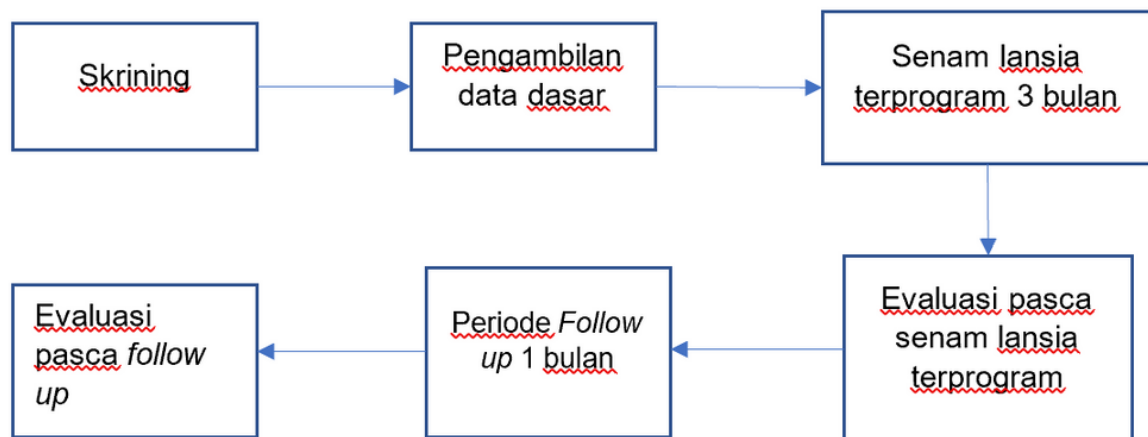 Skrining
Pengambilan
data dasar
Senam lansia
terprogram 3 bulan
Evaluasi pasca
senam lansia
terprogram
Periode Follow
up 1 bulan
Evaluasi
pasca follow
up